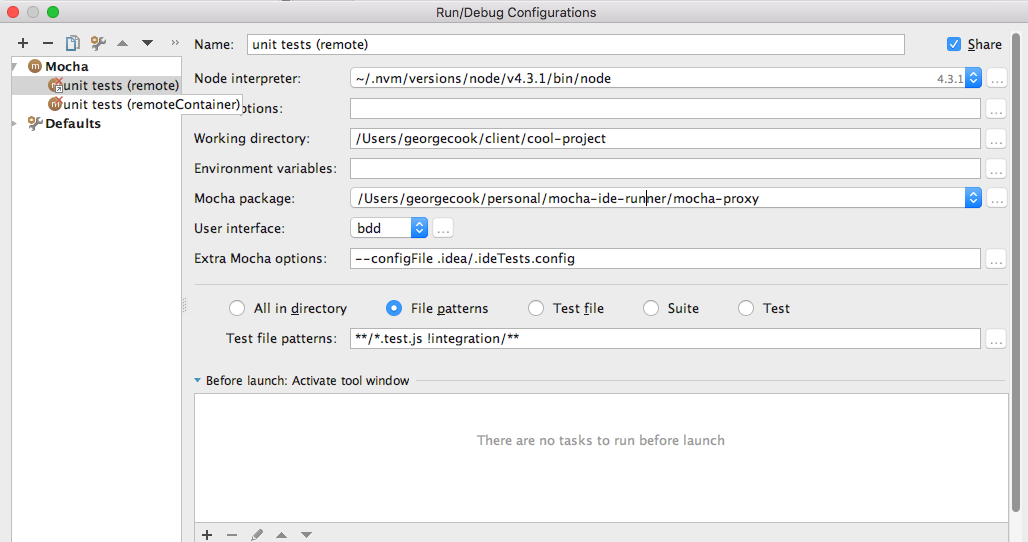 Run/Debug Configurations
Name: unit tests (remote) Share
Mocha
unit tests (remote)
unit tests (remoteContainer)
Defaults
Node interpreter: ~/.nvm/versions/node/v4.3.1/bin/node 4.3.1 ...
tions: ...
Working directory: /Users/georgecook/client/cool-project ...
Environment variables: ...
Mocha package: /Users/georgecook/personal/mocha-ide-runner/mocha-proxy ...
User interface: bdd ...
Extra Mocha options: --configFile .idea/.ideTests.config ...
All in directory File patterns Test file Suite Test
Test file patterns: **/*.test.js !integration/** ...
Before launch: Activate tool window
There are no tasks to run before launch